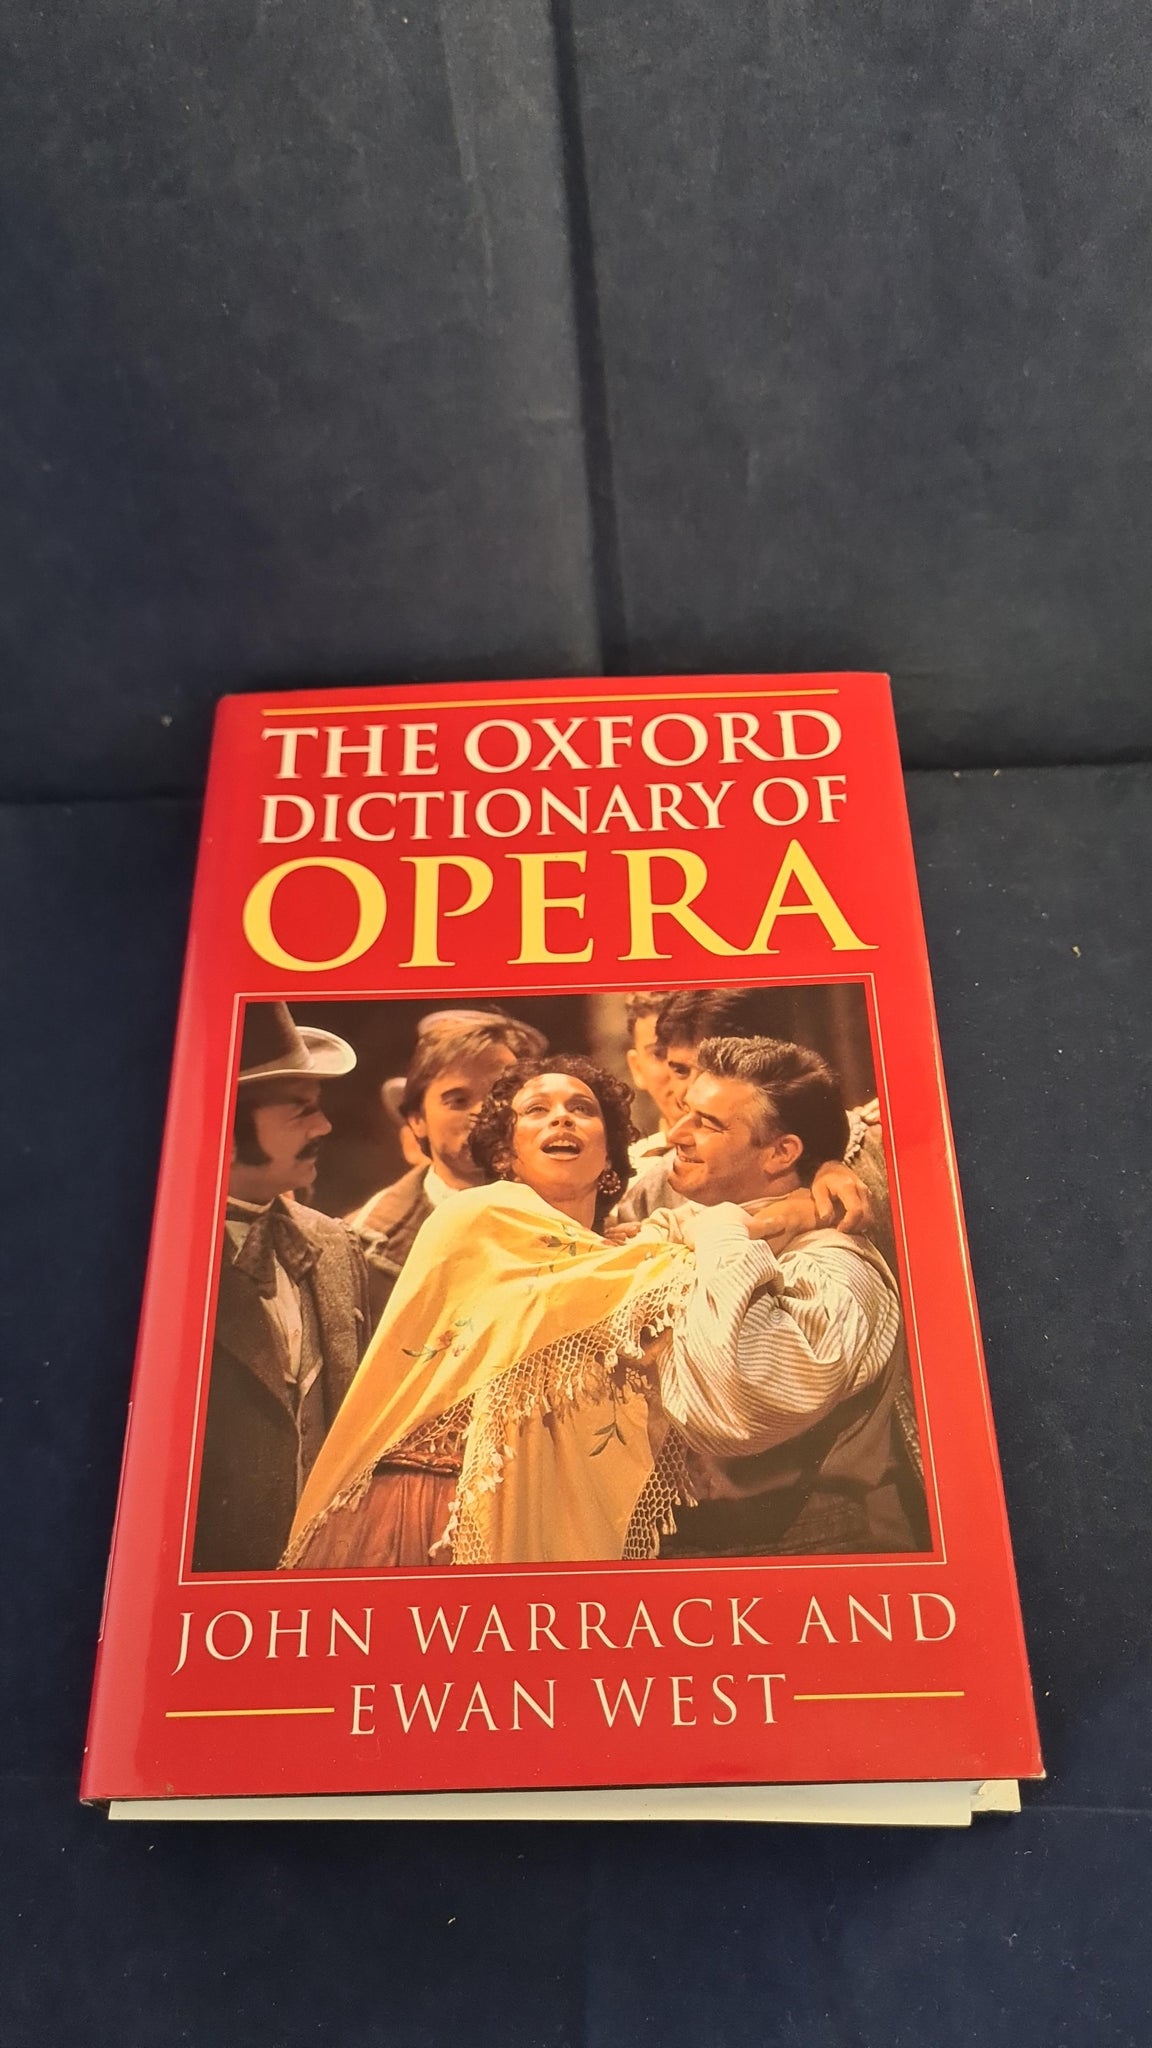 THE OXFORD
DICTIONARY OF
OPERA
JOHN WARRACK AND
EWAN WEST